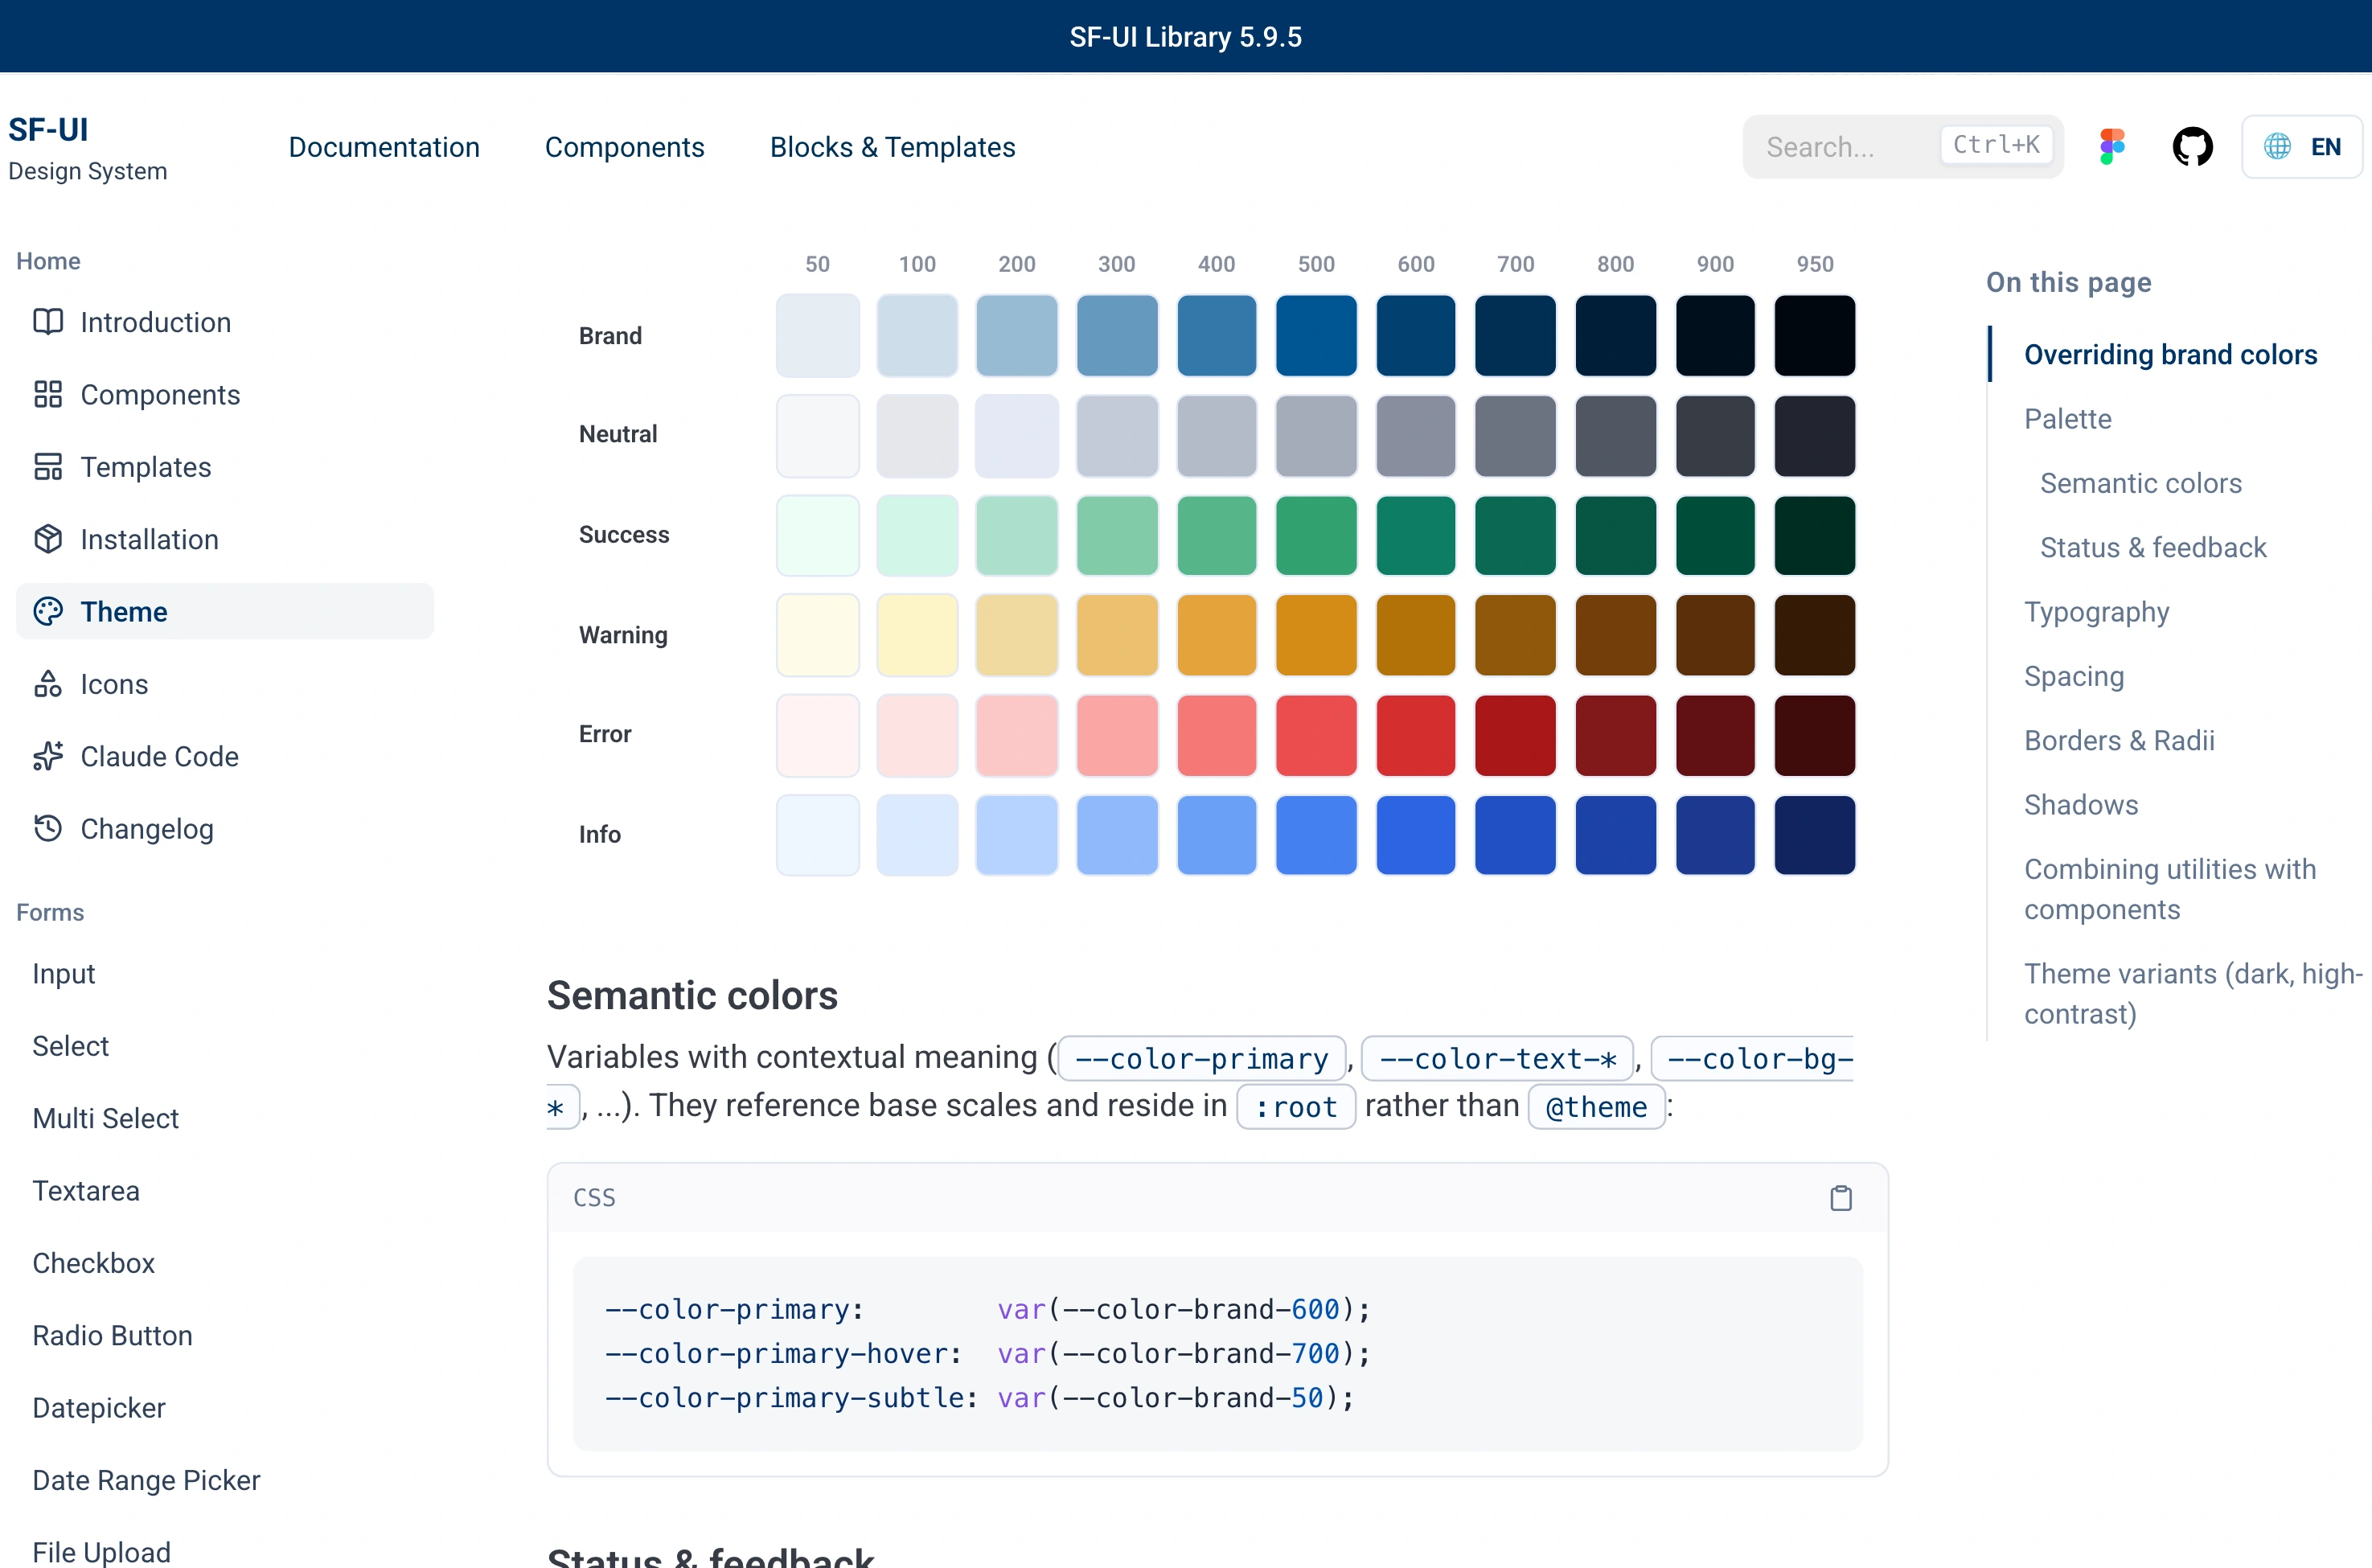 SF-UI Library 5.9.5
SF-UI
Design System
Documentation
Components
Blocks & Templates
Search...
Ctrl+K
EN
Home
Introduction
Components
Templates
Installation
Theme
Icons
Claude Code
Changelog
Forms
Input
Select
Multi Select
Textarea
Checkbox
Radio Button
Datepicker
Date Range Picker
File Upload
50 100 200 300 400 500 600 700 800 900 950
Brand
Neutral
Success
Warning
Error
Info
Semantic colors
Variables with contextual meaning (--color-primary, --color-text-*, --color-bg-
*, ...). They reference base scales and reside in :root rather than @theme:
CSS
--color-primary: var(--color-brand-600);
--color-primary-hover: var(--color-brand-700);
--color-primary-subtle: var(--color-brand-50);
Status & feedback
On this page
Overriding brand colors
Palette
Semantic colors
Status & feedback
Typography
Spacing
Borders & Radii
Shadows
Combining utilities with
components
Theme variants (dark, high-
contrast)